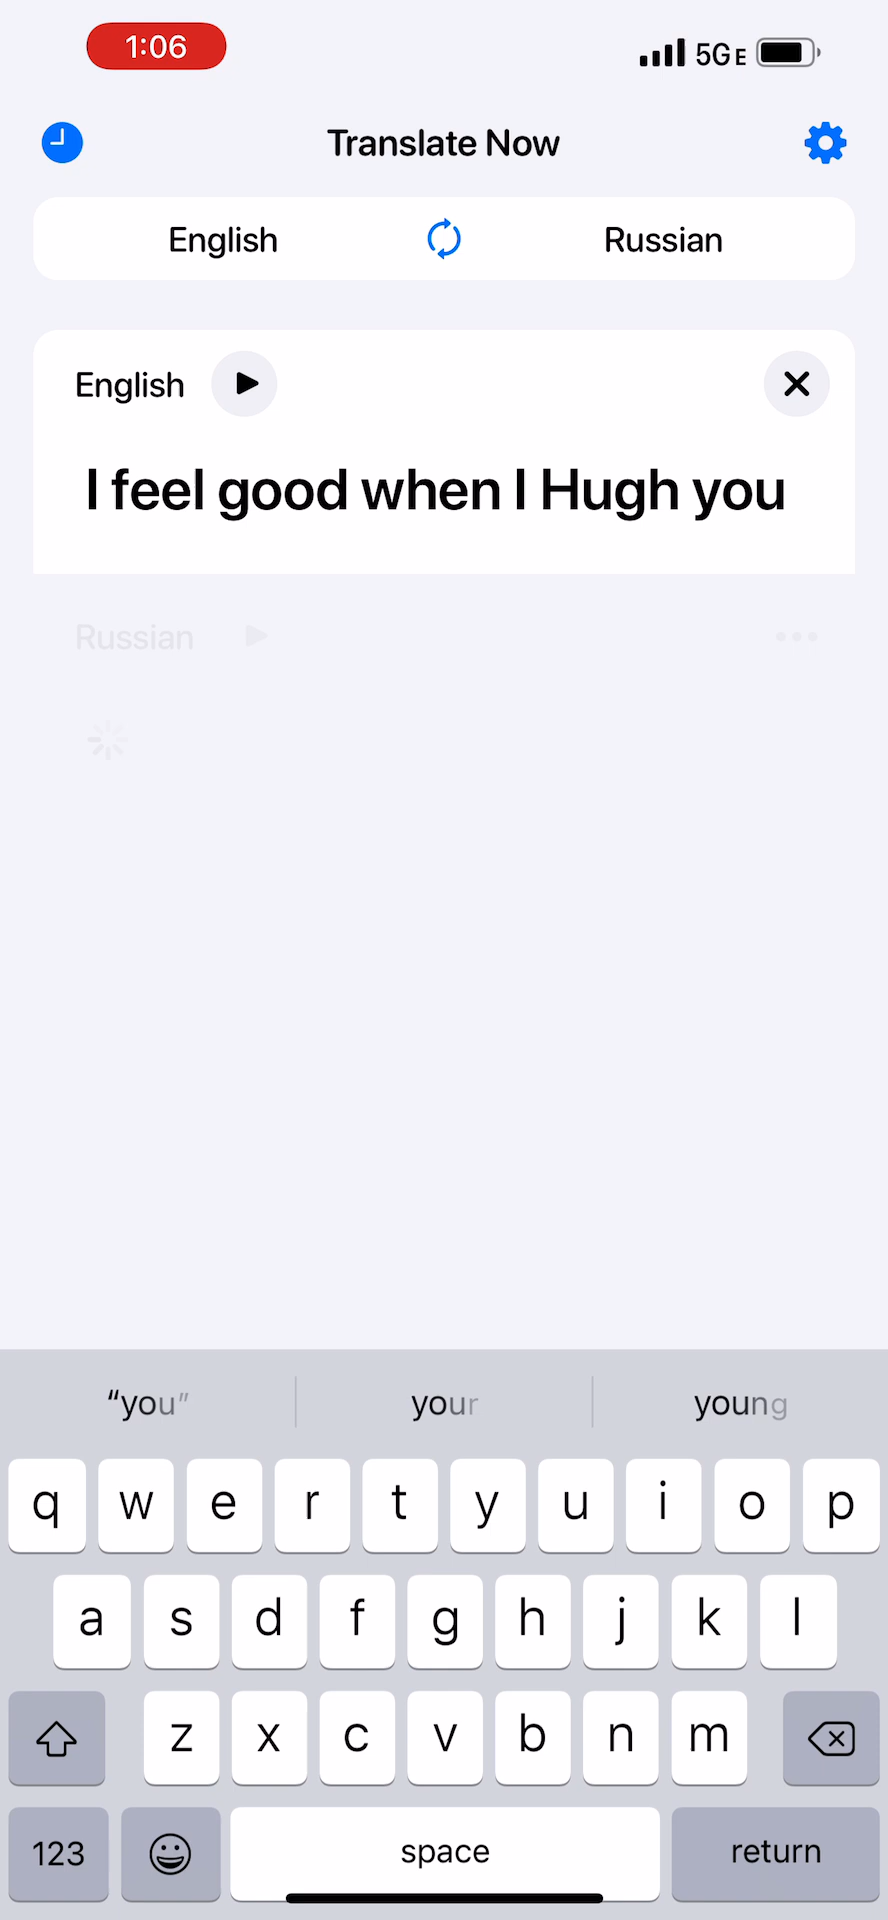 1:06
5GE
Translate Now
English
Russian
English
I feel good when I Hugh you
Russian
“you”
your
young
q w e r t y u i o p
a s d f g h j k l
z x c v b n m
123
space
return